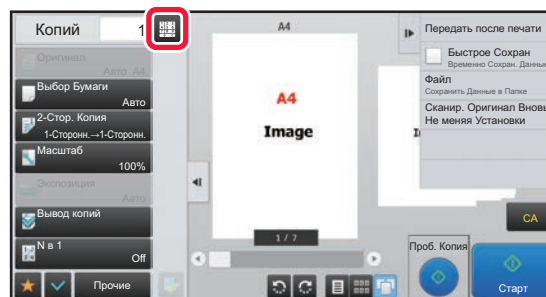 Копий 1
Оригинал
Авто A4
Выбор Бумаги
Авто
2-Стор. Копия
1-Сторонн.→1-Сторонн.
Масштаб
100%
Экспозиция
Авто
Вывод копий
N в 1
Off
Прочие
A4
A4
Image
1 / 7
Передать после печати
Быстрое Сохран
Временно Сохран. Данные
Файл
Сохранить Данные в Папке
Сканир. Оригинал Вновь
Не меняя Установки
CA
Проб. Копия
Старт